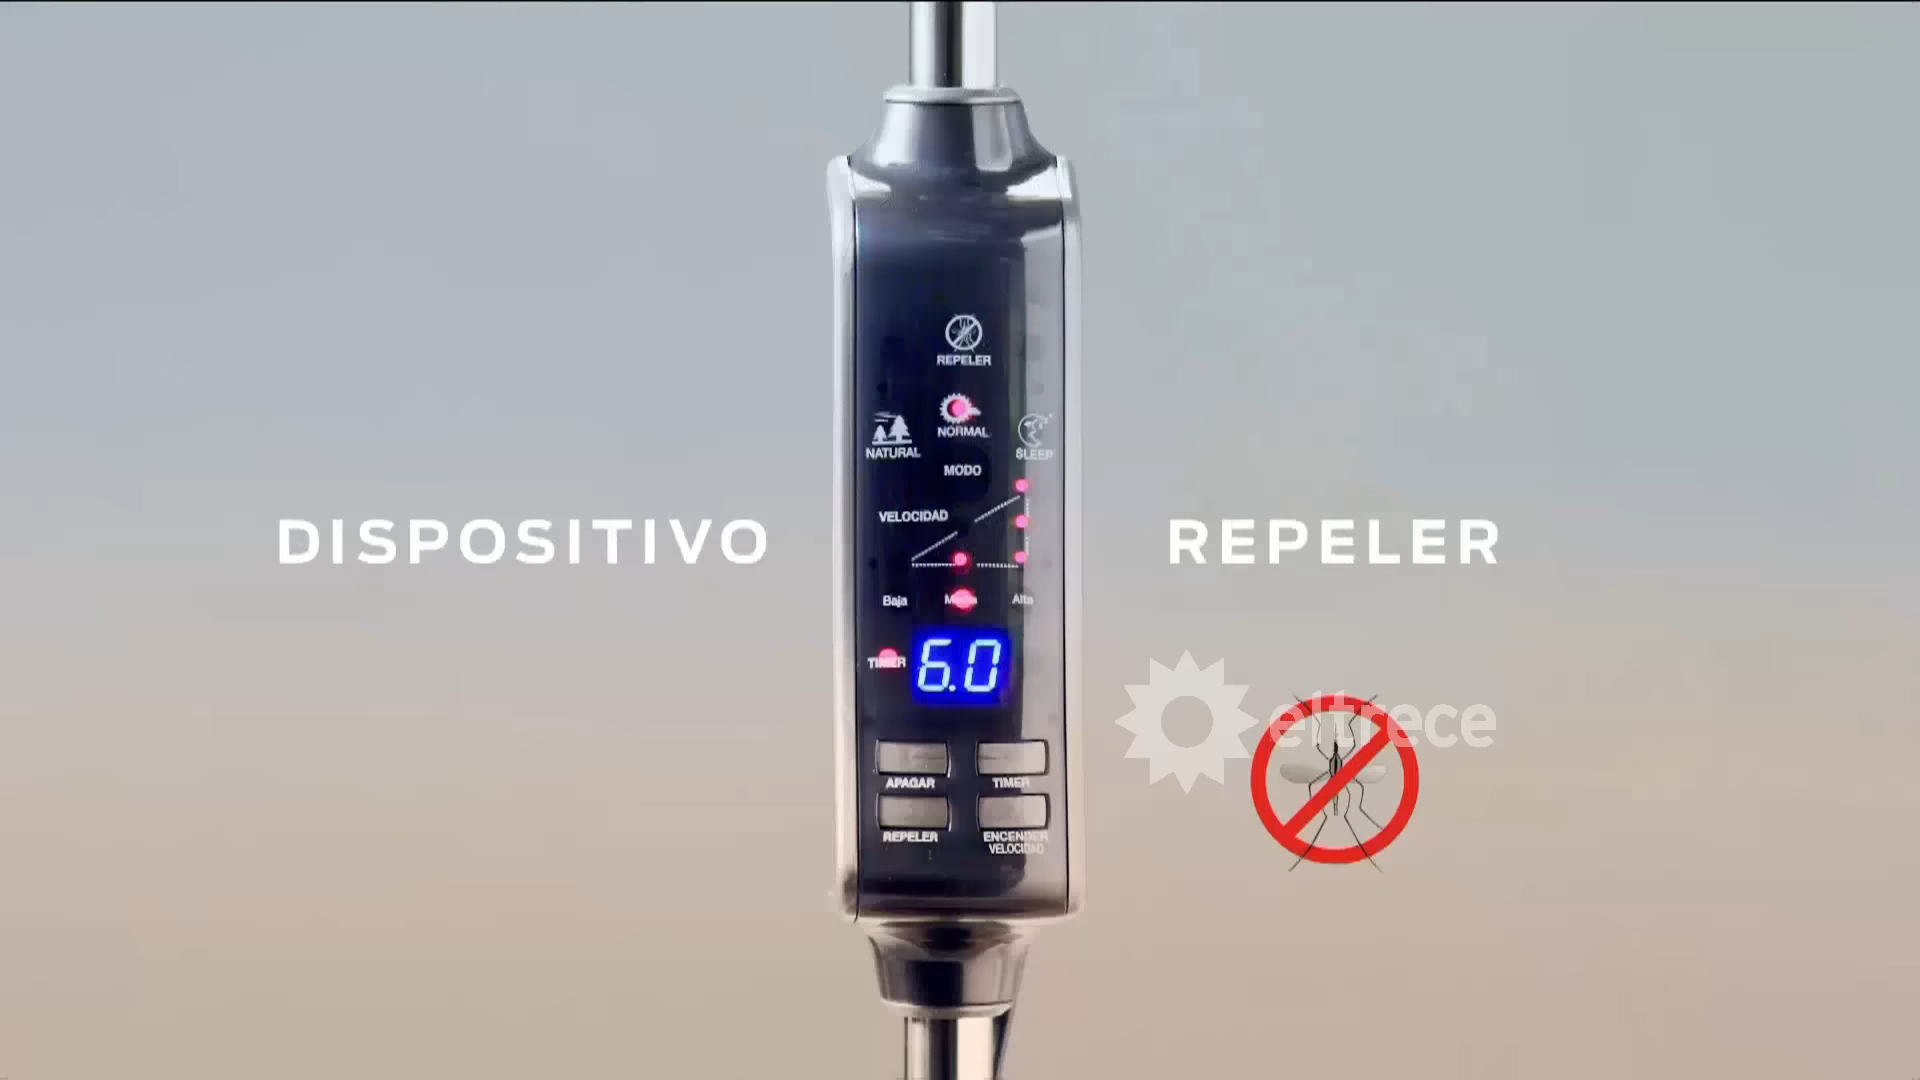 REPELER
NORMAL
NATURAL
SLEEP
MODO
VELOCIDAD
DISPOSITIVO
REPELER
Baja
Media
Alta
TIMER
6.0
eltrece
APAGAR
TIMER
REPELER
ENCENDER
VELOCIDAD